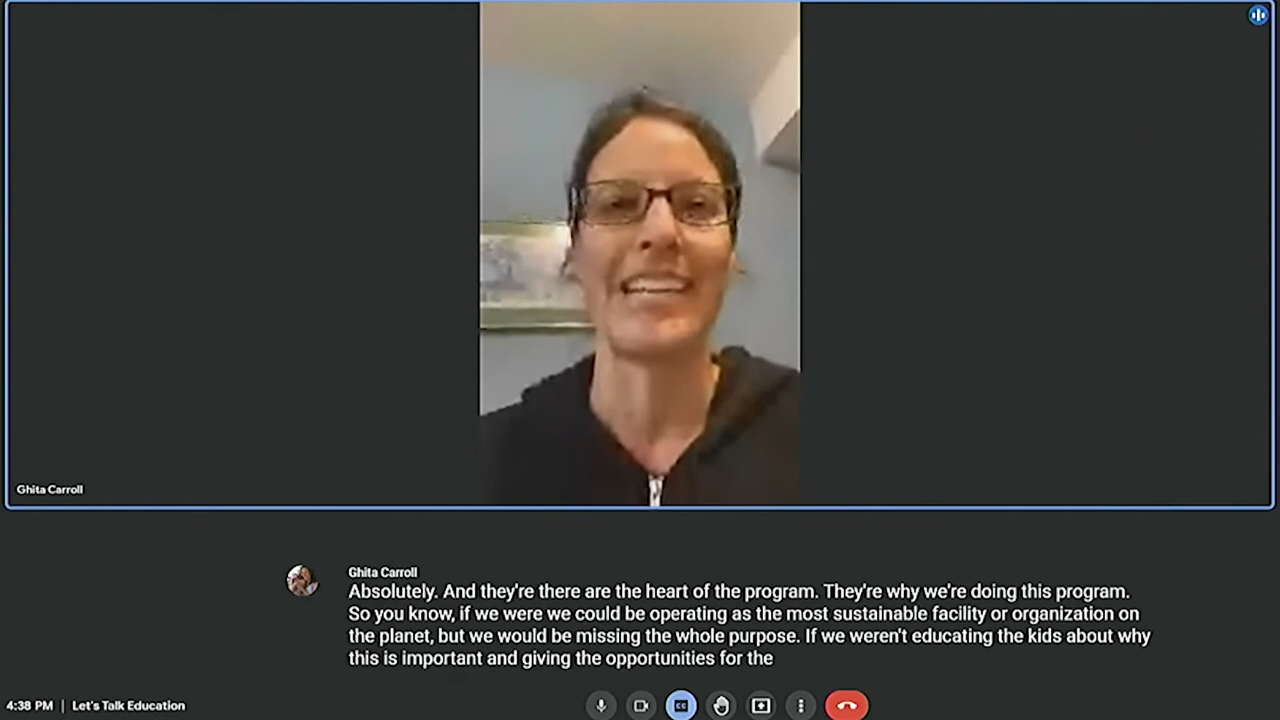 Ghita Carroll
Ghita Carroll
Absolutely. And they're there are the heart of the program. They're why we're doing this program.
So you know, if we were we could be operating as the most sustainable facility or organization on
the planet, but we would be missing the whole purpose. If we weren't educating the kids about why
this is important and giving the opportunities for the
4:38 PM | Let's Talk Education